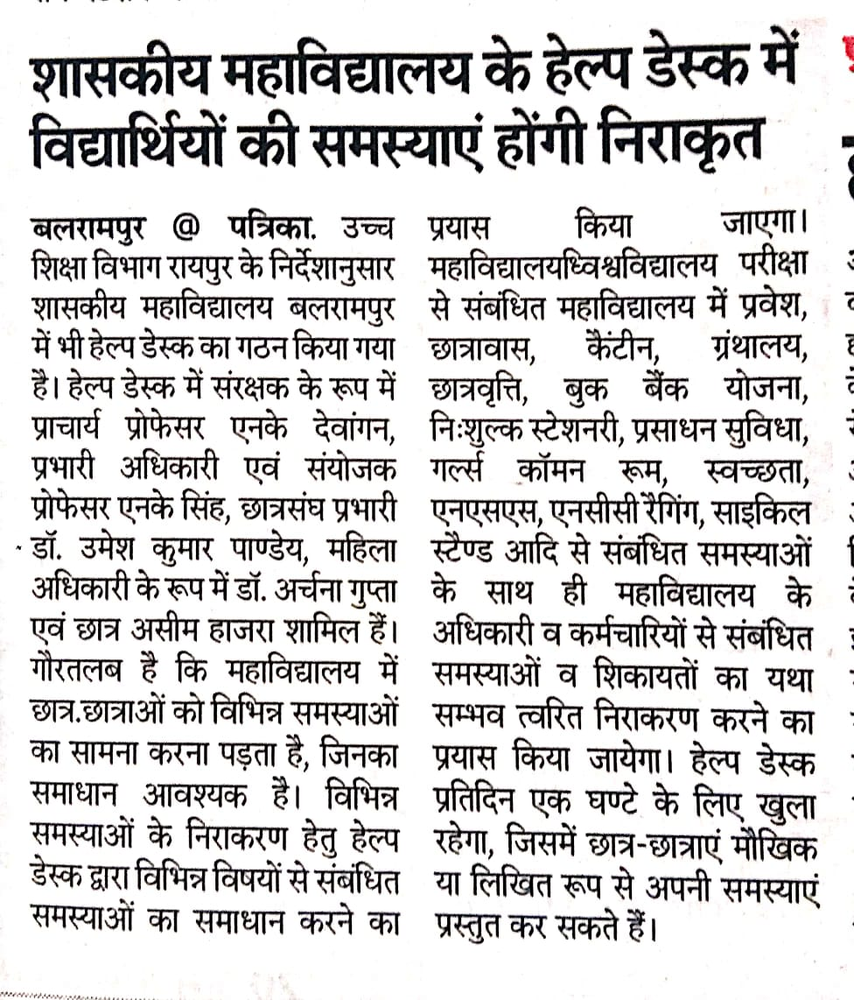 शासकीय महाविद्यालय के हेल्प डेस्क में
विद्यार्थियों की समस्याएं होंगी निराकृत
बलरामपुर @ पत्रिका. उच्च
शिक्षा विभाग रायपुर के निर्देशानुसार
शासकीय महाविद्यालय बलरामपुर
में भी हेल्प डेस्क का गठन किया गया
है। हेल्प डेस्क में संरक्षक के रूप में
प्राचार्य प्रोफेसर एनके देवांगन,
प्रभारी अधिकारी एवं संयोजक
प्रोफेसर एनके सिंह, छात्रसंघ प्रभारी
डॉ. उमेश कुमार पाण्डेय, महिला
अधिकारी के रूप में डॉ. अर्चना गुप्ता
एवं छात्र असीम हाजरा शामिल हैं।
गौरतलब है कि महाविद्यालय में
छात्र.छात्राओं को विभिन्न समस्याओं
का सामना करना पड़ता है, जिनका
समाधान आवश्यक है। विभिन्न
समस्याओं के निराकरण हेतु हेल्प
डेस्क द्वारा विभिन्न विषयों से संबंधित
समस्याओं का समाधान करने का
प्रयास किया जाएगा।
महाविद्यालयध्विश्वविद्यालय परीक्षा
से संबंधित महाविद्यालय में प्रवेश,
छात्रावास, कैंटीन, ग्रंथालय,
छात्रवृत्ति, बुक बैंक योजना,
निःशुल्क स्टेशनरी, प्रसाधन सुविधा,
गर्ल्स कॉमन रूम, स्वच्छता,
एनएसएस, एनसीसी रैगिंग, साइकिल
स्टैण्ड आदि से संबंधित समस्याओं
के साथ ही महाविद्यालय के
अधिकारी व कर्मचारियों से संबंधित
समस्याओं व शिकायतों का यथा
सम्भव त्वरित निराकरण करने का
प्रयास किया जायेगा। हेल्प डेस्क
प्रतिदिन एक घण्टे के लिए खुला
रहेगा, जिसमें छात्र-छात्राएं मौखिक
या लिखित रूप से अपनी समस्याएं
प्रस्तुत कर सकते हैं।